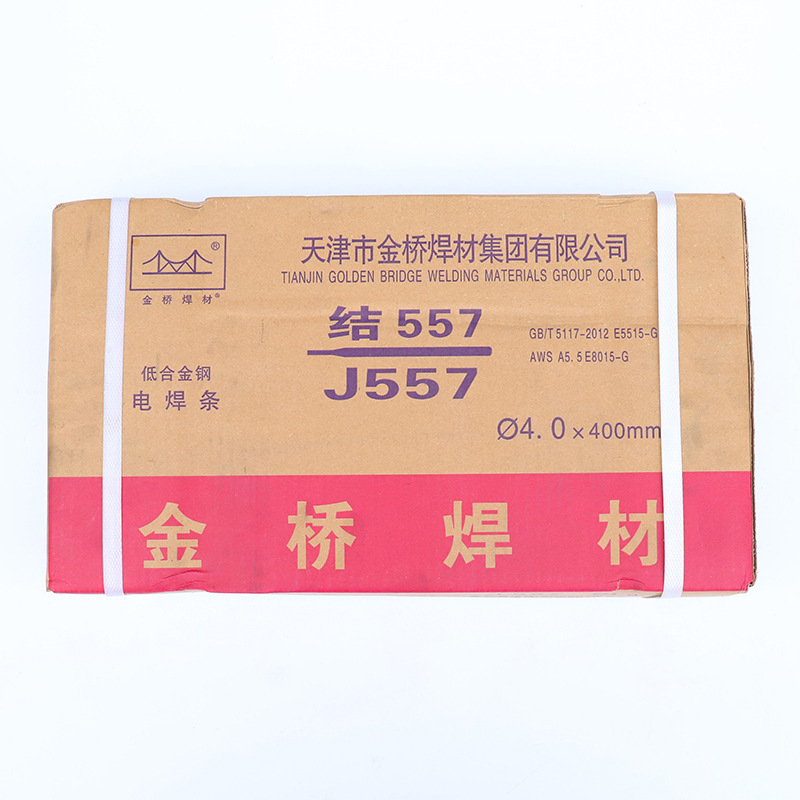 ®
金桥焊材®
天津市金桥焊材集团有限公司
TIANJIN GOLDEN BRIDGE WELDING MATERIALS GROUP CO.,LTD.
结 557
J557
GB/T 5117-2012 E5515-G
AWS A5.5 E8015-G
低合金钢
电焊条
Ø4.0×400mm
金桥焊材